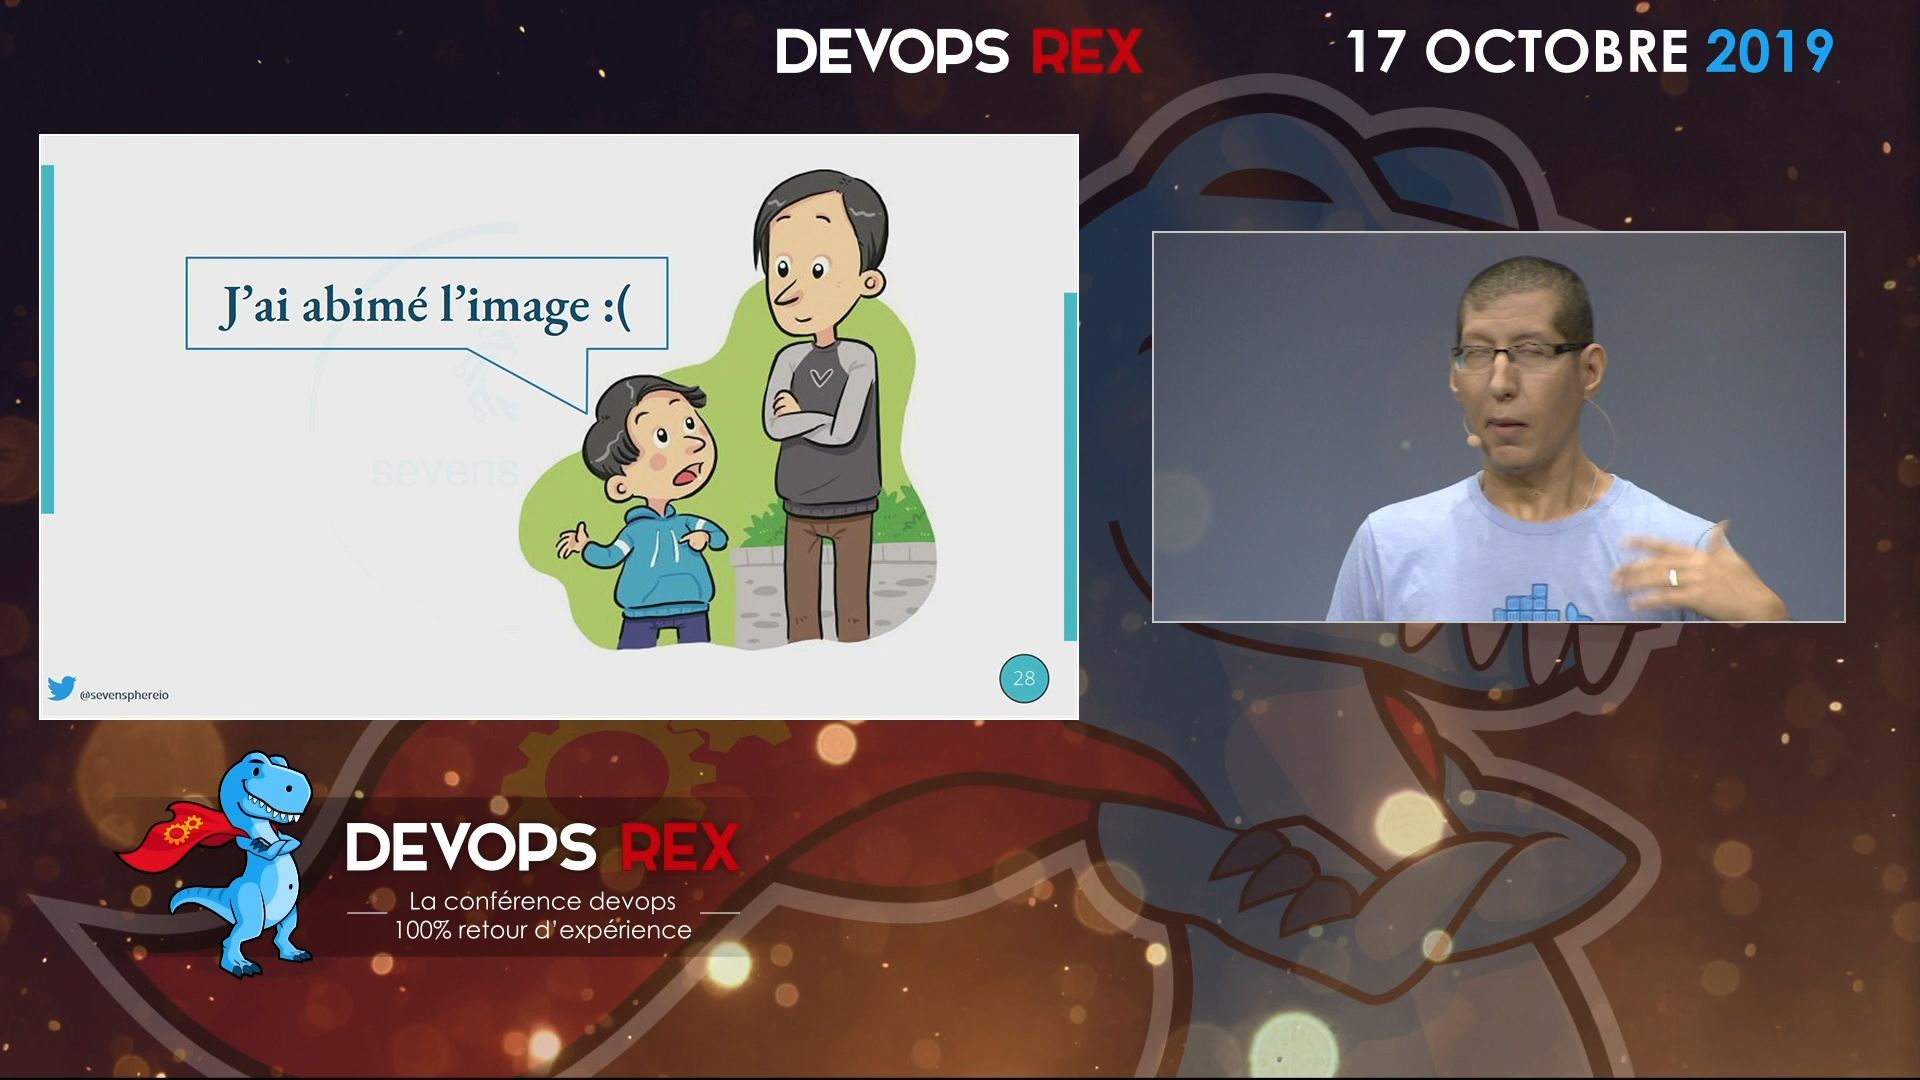 DEVOPS REX
17 OCTOBRE 2019
J’ai abimé l’image :(
sevens
@sevensphereio
28
DEVOPS REX
La conférence devops
100% retour d’expérience